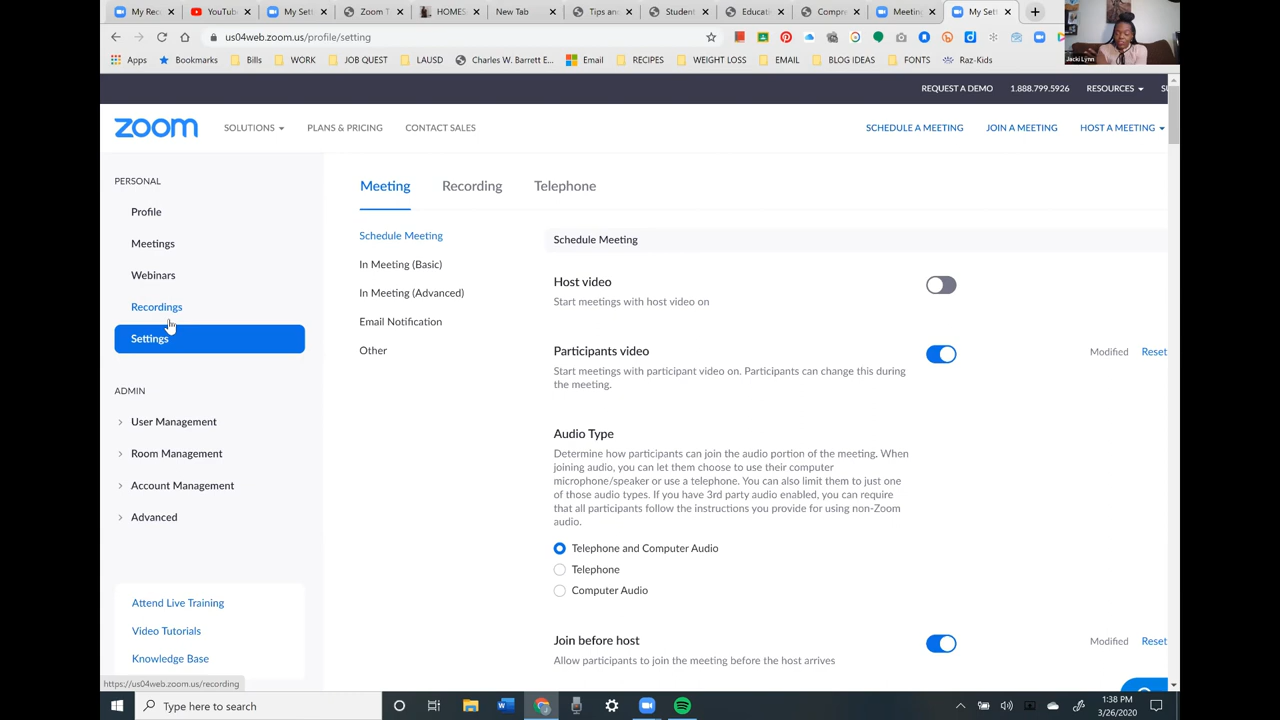 My Rec
YouTub
My Sett
Zoom T
HOMES
New Tab
Tips an
Student
Educati
Compre
Meetin
My Sett
us04web.zoom.us/profile/setting
Apps
Bookmarks
Bills
WORK
JOB QUEST
LAUSD
Charles W. Barrett E...
Email
RECIPES
WEIGHT LOSS
EMAIL
BLOG IDEAS
FONTS
Raz-Kids
Jacki Lynn
REQUEST A DEMO
1.888.799.5926
RESOURCES
zoom
SOLUTIONS
PLANS & PRICING
CONTACT SALES
SCHEDULE A MEETING
JOIN A MEETING
HOST A MEETING
PERSONAL
Profile
Meetings
Webinars
Recordings
Settings
ADMIN
User Management
Room Management
Account Management
Advanced
Attend Live Training
Video Tutorials
Knowledge Base
https://us04web.zoom.us/recording
Meeting
Recording
Telephone
Schedule Meeting
In Meeting (Basic)
In Meeting (Advanced)
Email Notification
Other
Schedule Meeting
Host video
Start meetings with host video on
Participants video
Start meetings with participant video on. Participants can change this during
the meeting.
Modified
Reset
Audio Type
Determine how participants can join the audio portion of the meeting. When
joining audio, you can let them choose to use their computer
microphone/speaker or use a telephone. You can also limit them to just one
of those audio types. If you have 3rd party audio enabled, you can require
that all participants follow the instructions you provide for using non-Zoom
audio.
Telephone and Computer Audio
Telephone
Computer Audio
Join before host
Allow participants to join the meeting before the host arrives
Modified
Reset
Type here to search
1:38 PM
3/26/2020